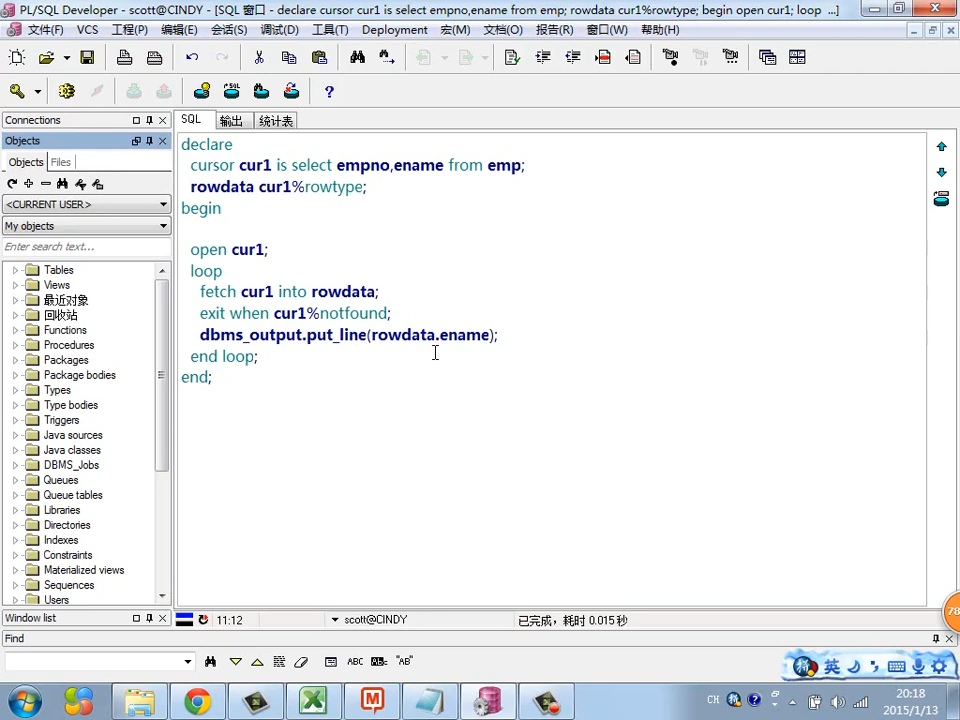 PL/SQL Developer - scott@CINDY - [SQL 窗口 - declare cursor cur1 is select empno,ename from emp; rowdata cur1%rowtype; begin open cur1; loop ...]
文件(F) VCS 工程(P) 编辑(E) 会话(S) 调试(D) 工具(T) Deployment 宏(M) 文档(O) 报告(R) 窗口(W) 帮助(H)
Connections
Objects
Objects Files
<CURRENT USER>
My objects
Enter search text...
Tables
Views
最近对象
回收站
Functions
Procedures
Packages
Package bodies
Types
Type bodies
Triggers
Java sources
Java classes
DBMS_Jobs
Queues
Queue tables
Libraries
Directories
Indexes
Constraints
Materialized views
Sequences
Users
SQL 输出 统计表
declare
cursor cur1 is select empno,ename from emp;
rowdata cur1%rowtype;
begin
open cur1;
loop
fetch cur1 into rowdata;
exit when cur1%notfound;
dbms_output.put_line(rowdata.ename);
end loop;
end;
78
Window list
11:12 scott@CINDY 已完成，耗时 0.015秒
Find
ABC "AB"
英
CH
20:18
2015/1/13